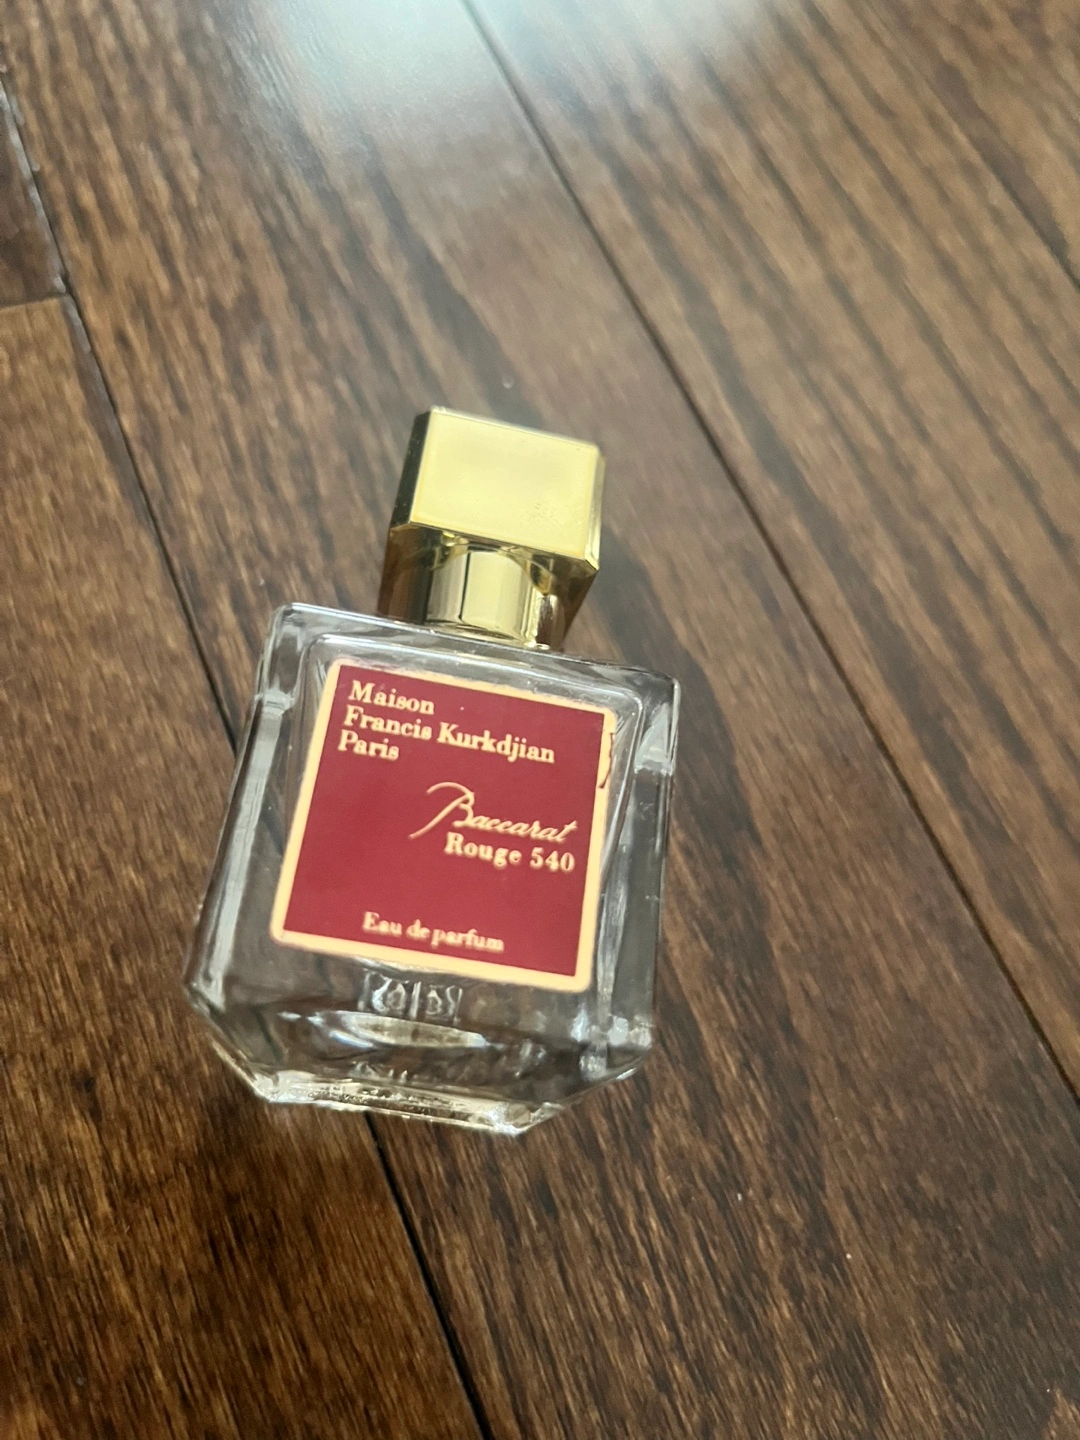 Maison
Francis Kurkdjian
Paris
Baccarat
Rouge 540
Eau de parfum